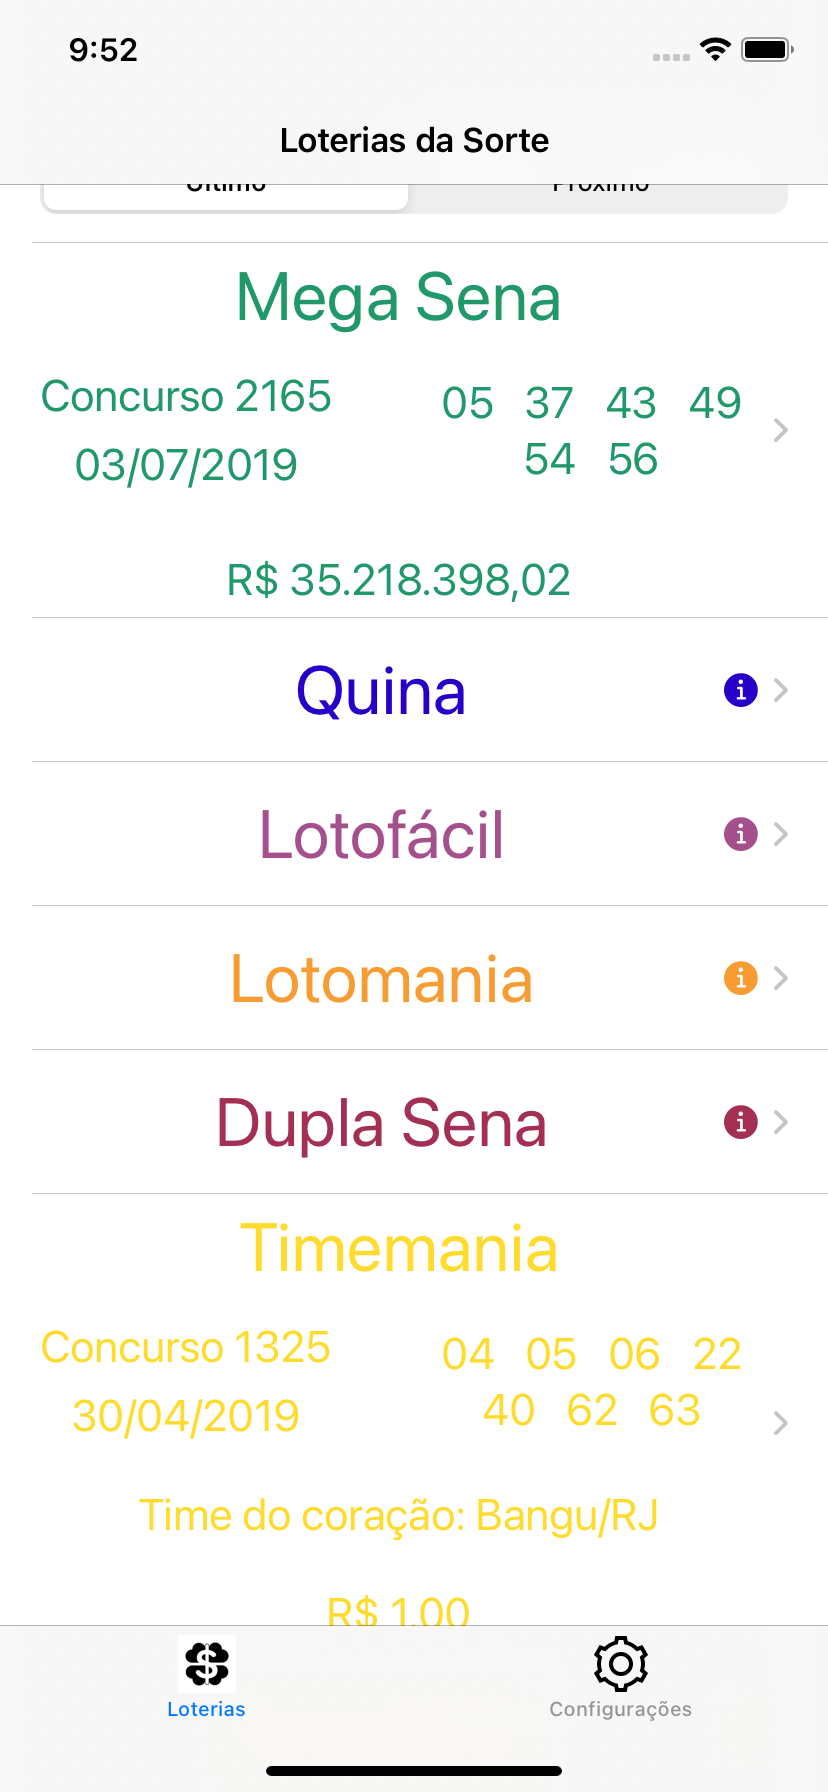 9:52
Loterias da Sorte
Último
Próximo
Mega Sena
Concurso 2165
03/07/2019
05 37 43 49
54 56
R$ 35.218.398,02
Quina
Lotofácil
Lotomania
Dupla Sena
Timemania
Concurso 1325
30/04/2019
04 05 06 22
40 62 63
Time do coração: Bangu/RJ
R$ 1,00
Loterias
Configurações